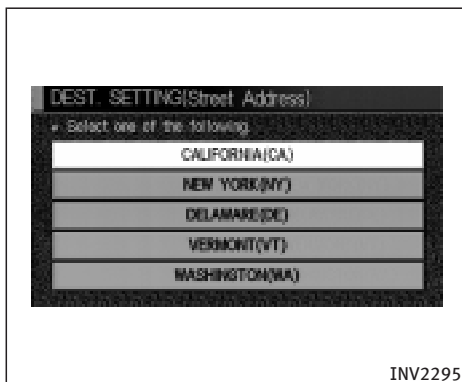 DEST. SETTING(Street Address)
Select one of the following.
CALIFORNIA(CA)
NEW YORK(NY)
DELAWARE(DE)
VERMONT(VT)
WASHINGTON(WA)
INV2295